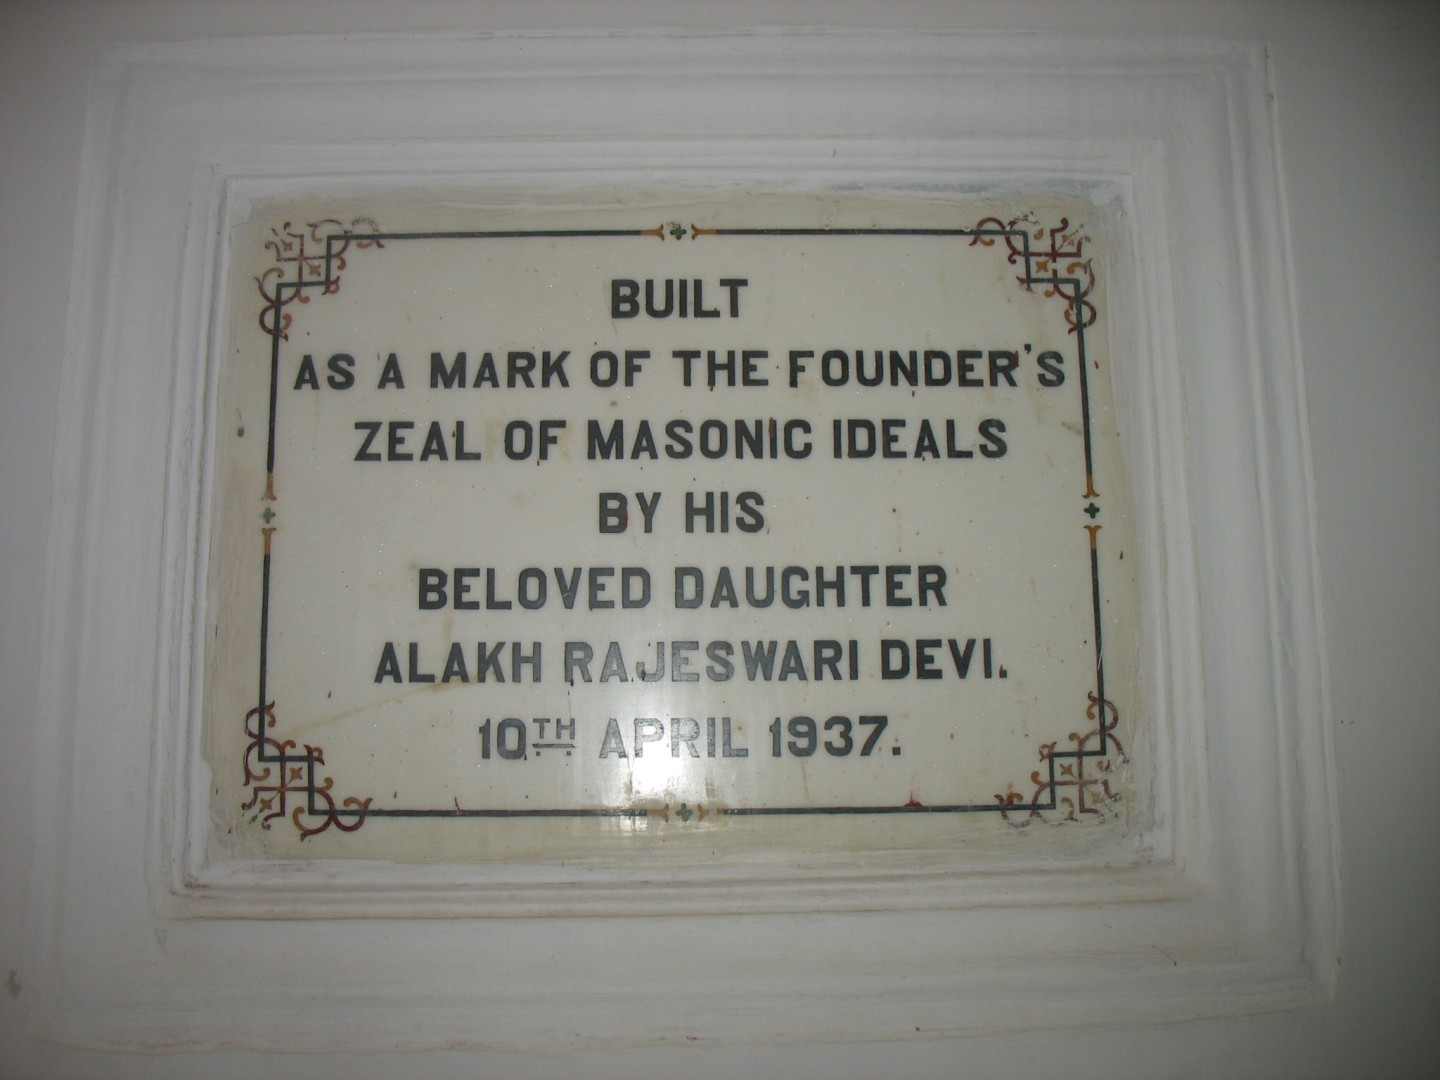 BUILT
AS A MARK OF THE FOUNDER'S
ZEAL OF MASONIC IDEALS
BY HIS
BELOVED DAUGHTER
ALAKH RAJESWARI DEVI.
10TH APRIL 1937.